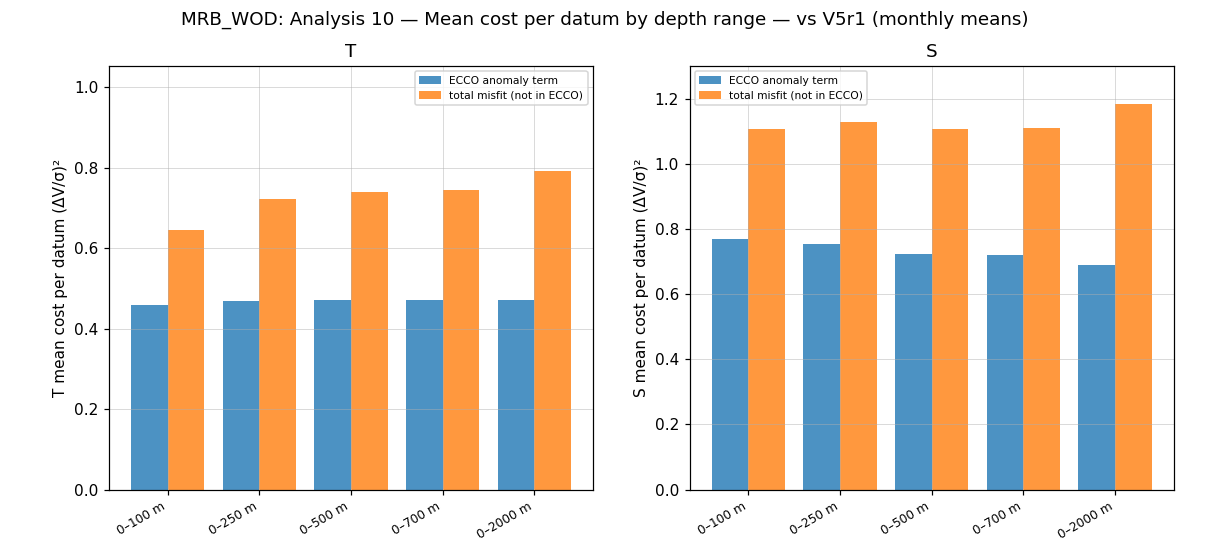 MRB_WOD: Analysis 10 — Mean cost per datum by depth range — vs V5r1 (monthly means)
T
T mean cost per datum (ΔV/σ)²
1.0
0.8
0.6
0.4
0.2
0.0
ECCO anomaly term
total misfit (not in ECCO)
0–100 m
0–250 m
0–500 m
0–700 m
0–2000 m
S
S mean cost per datum (ΔV/σ)²
1.2
1.0
0.8
0.6
0.4
0.2
0.0
ECCO anomaly term
total misfit (not in ECCO)
0–100 m
0–250 m
0–500 m
0–700 m
0–2000 m